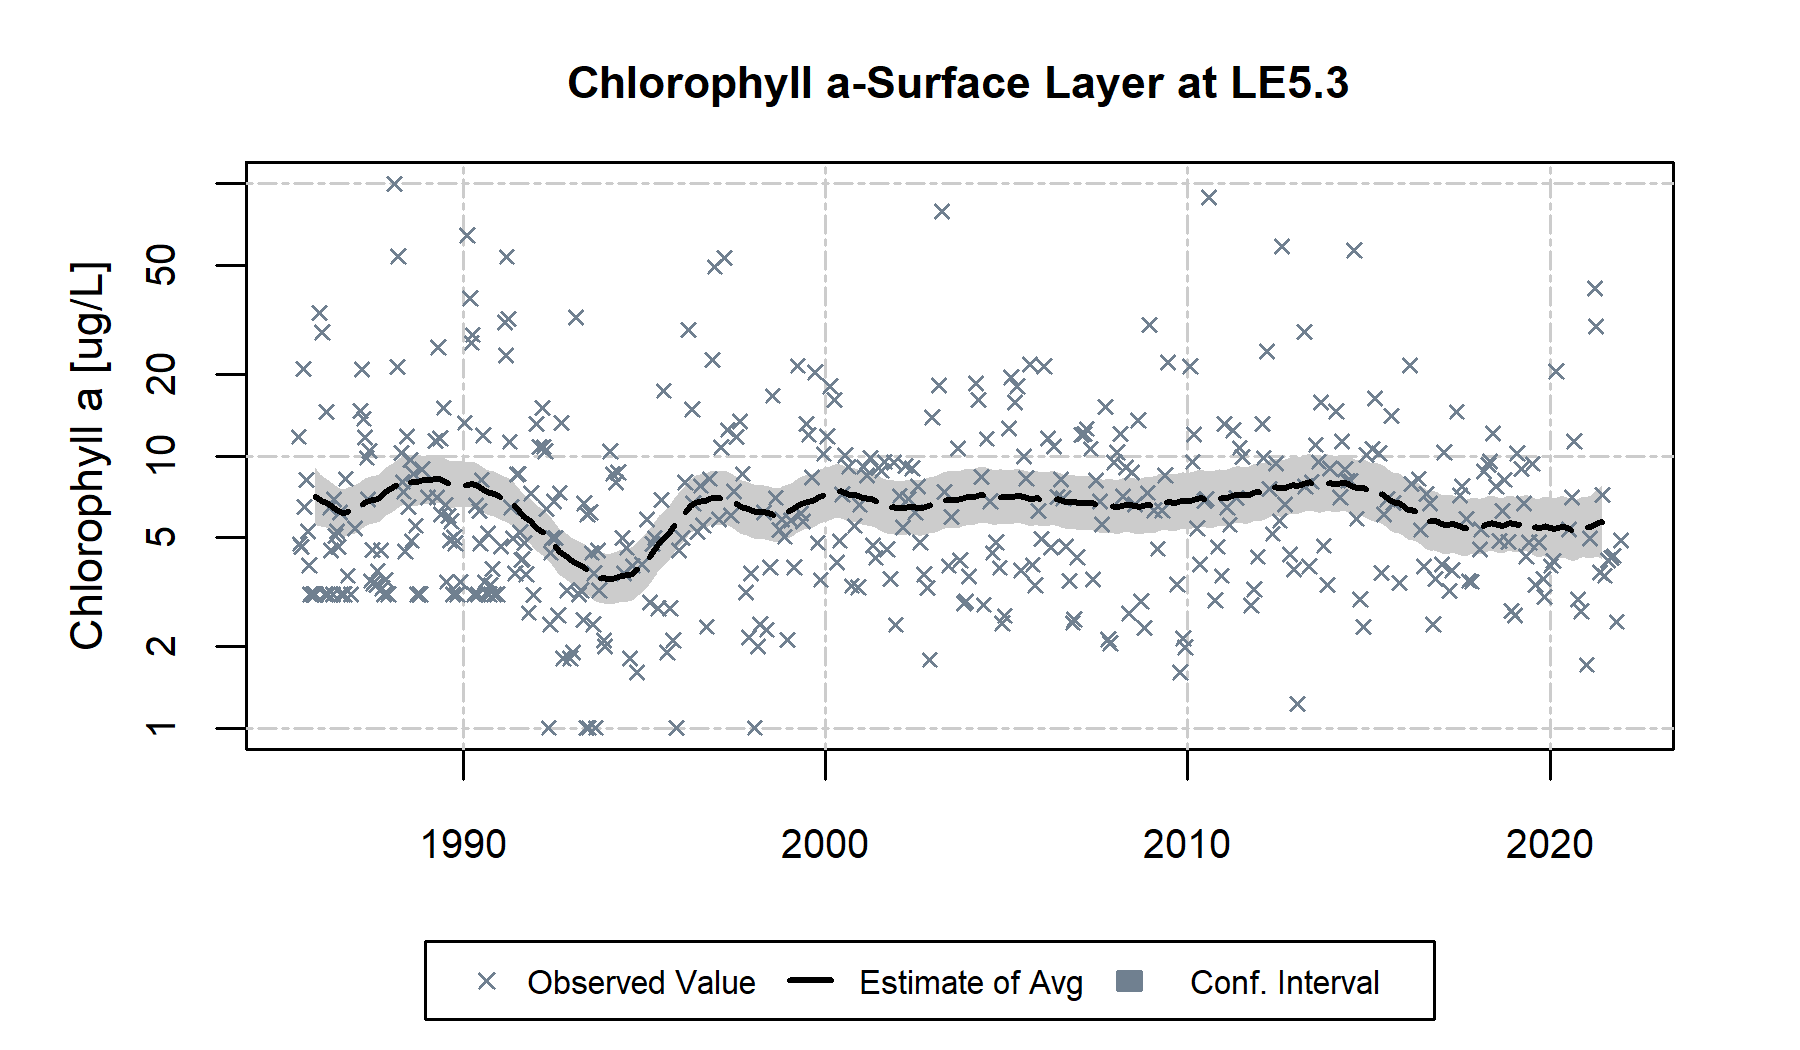 Chlorophyll a-Surface Layer at LE5.3
Chlorophyll a [ug/L]
50
20
10
5
2
1
1990 2000 2010 2020
Observed Value Estimate of Avg Conf. Interval